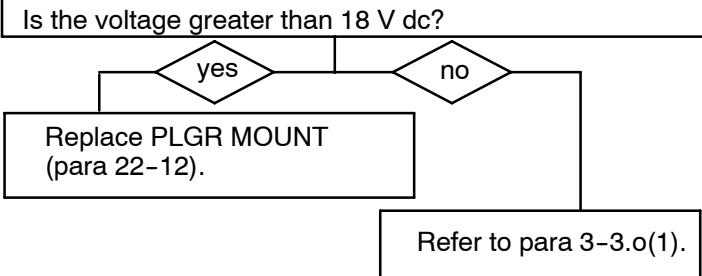 Is the voltage greater than 18 V dc?
yes
no
Replace PLGR MOUNT
(para 22-12).
Refer to para 3-3.o(1).